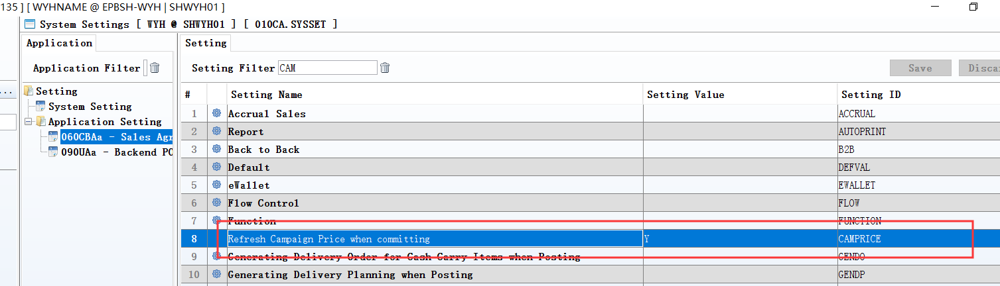 135 ] [ WYHNAME @ EPBSH-WYH | SHWYH01 ]
System Settings [ WYH @ SHWYH01 ] [ 010CA.SYSSET ]
Application
Setting
Application Filter
Setting Filter CAM
Save
Disca
...
Setting
System Setting
Application Setting
060CBAa - Sales Agr
090UAa - Backend PO
# Setting Name Setting Value Setting ID
1 Accrual Sales ACCRUAL
2 Report AUTOPRINT
3 Back to Back B2B
4 Default DEFVAL
5 eWallet EWALLET
6 Flow Control FLOW
7 Function FUNCTION
8 Refresh Campaign Price when committing Y CAMPRICE
9 Generating Delivery Order for Cash Carry Items when Posting GENDO
10 Generating Delivery Planning when Posting GENDP